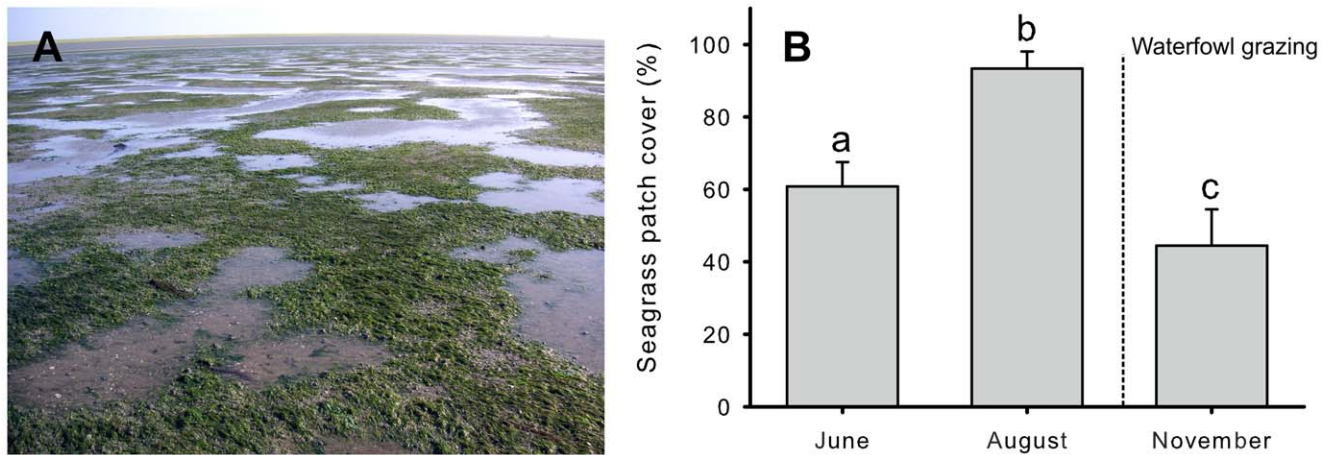 A
B
Seagrass patch cover (%)
100
80
60
40
20
0
a
b
c
Waterfowl grazing
June
August
November